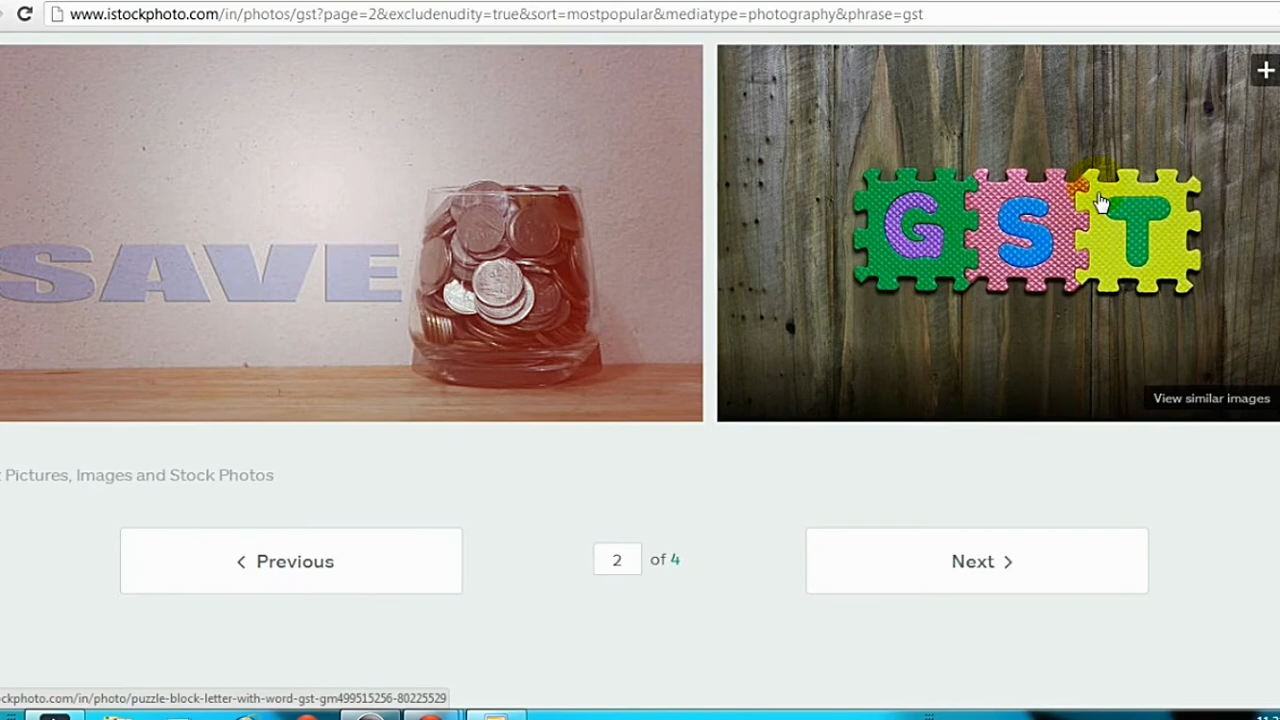 www.istockphoto.com/in/photos/gst?page=2&excludenudity=true&sort=mostpopular&mediatype=photography&phrase=gst
SAVE
GST
View similar images
Pictures, Images and Stock Photos
< Previous
2 of 4
Next >
ckphoto.com/in/photo/puzzle-block-letter-with-word-gst-gm499515256-80225529